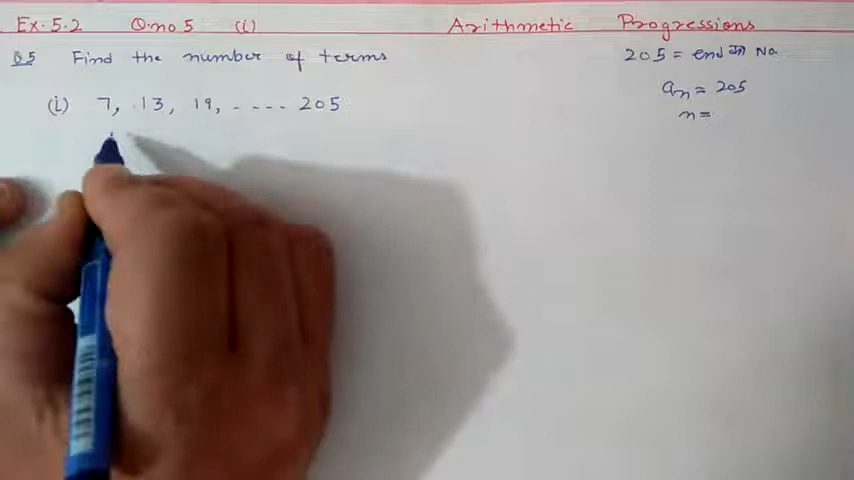 Ex. 5.2 Q.no 5 (i) Arithmetic Progressions
Q5 Find the number of terms
(i) 7, 13, 19, ..... 205
205 = end का No.
an = 205
n =